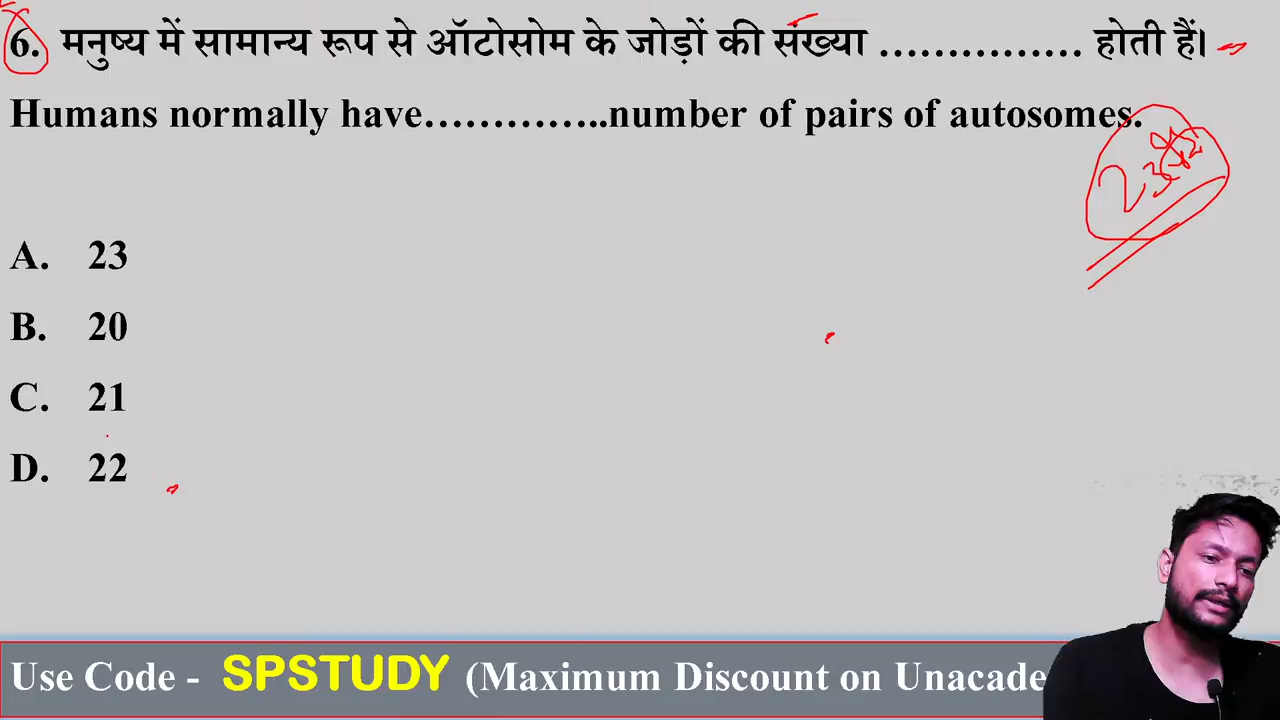 6. मनुष्य में सामान्य रूप से ऑटोसोम के जोड़ों की संख्या …………… होती हैं।
Humans normally have…………..number of pairs of autosomes.
23
A. 23
B. 20
C. 21
D. 22
Use Code - SPSTUDY (Maximum Discount on Unacade